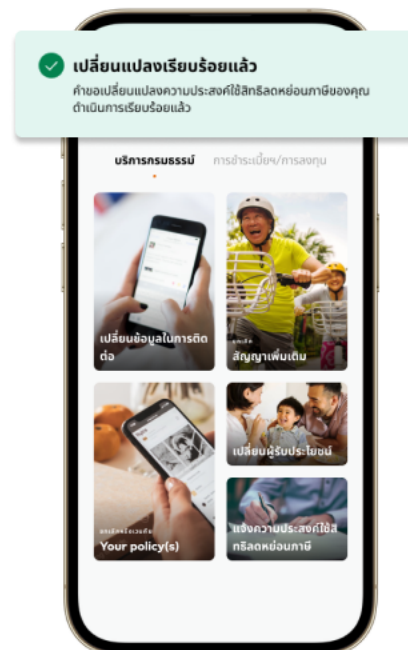 เปลี่ยนแปลงเรียบร้อยแล้ว
คำขอเปลี่ยนแปลงความประสงค์ใช้สิทธิลดหย่อนภาษีของคุณ
ดำเนินการเรียบร้อยแล้ว
บริการกรมธรรม์ การชำระเบี้ยฯ/การลงทุน
เปลี่ยนข้อมูลในการติด
ต่อ
ยกเลิก
สัญญาเพิ่มเติม
เปลี่ยนผู้รับประโยชน์
Your policy(s)
แจ้งความประสงค์ใช้สิ
ทธิลดหย่อนภาษี